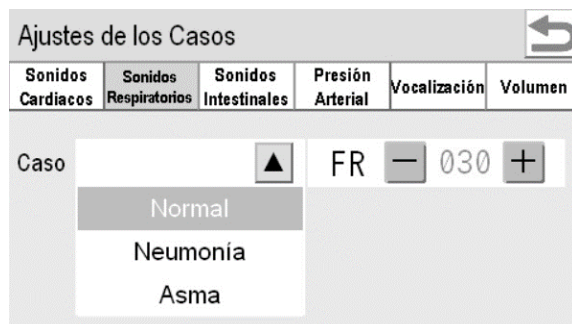 Ajustes de los Casos
Sonidos Cardiacos
Sonidos Respiratorios
Sonidos Intestinales
Presión Arterial
Vocalización
Volumen
Caso ▲ FR − 030 +
Normal
Neumonía
Asma